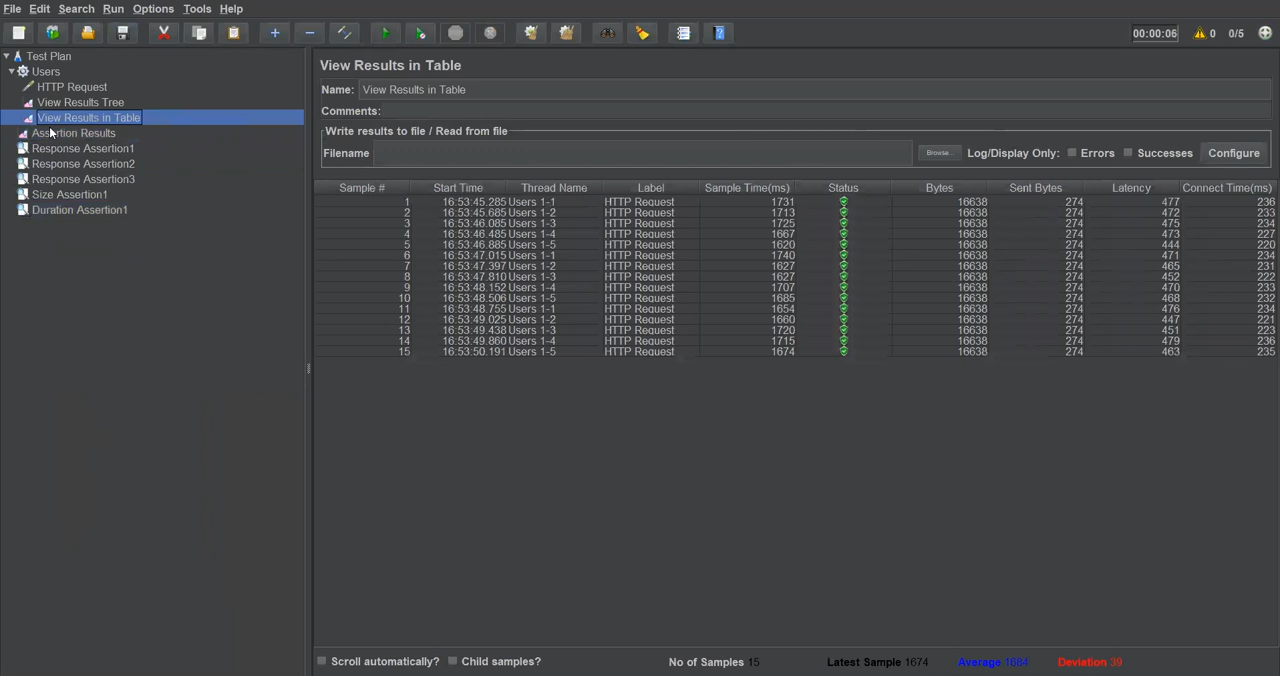 File Edit Search Run Options Tools Help
00:00:06 0 0/5
Test Plan
Users
HTTP Request
View Results Tree
View Results in Table
Assertion Results
Response Assertion1
Response Assertion2
Response Assertion3
Size Assertion1
Duration Assertion1
View Results in Table
Name: View Results in Table
Comments:
Write results to file / Read from file
Filename Browse... Log/Display Only: Errors Successes Configure
Sample # Start Time Thread Name Label Sample Time(ms) Status Bytes Sent Bytes Latency Connect Time(ms)
1 16:53:45.285 Users 1-1 HTTP Request 1731 16638 274 477 236
2 16:53:45.685 Users 1-2 HTTP Request 1713 16638 274 472 233
3 16:53:46.085 Users 1-3 HTTP Request 1725 16638 274 475 234
4 16:53:46.485 Users 1-4 HTTP Request 1667 16638 274 473 227
5 16:53:46.885 Users 1-5 HTTP Request 1620 16638 274 444 220
6 16:53:47.015 Users 1-1 HTTP Request 1740 16638 274 471 234
7 16:53:47.397 Users 1-2 HTTP Request 1627 16638 274 465 231
8 16:53:47.810 Users 1-3 HTTP Request 1627 16638 274 452 222
9 16:53:48.152 Users 1-4 HTTP Request 1707 16638 274 470 233
10 16:53:48.506 Users 1-5 HTTP Request 1685 16638 274 468 232
11 16:53:48.755 Users 1-1 HTTP Request 1654 16638 274 476 234
12 16:53:49.025 Users 1-2 HTTP Request 1660 16638 274 447 221
13 16:53:49.438 Users 1-3 HTTP Request 1720 16638 274 451 223
14 16:53:49.860 Users 1-4 HTTP Request 1715 16638 274 479 236
15 16:53:50.191 Users 1-5 HTTP Request 1674 16638 274 463 235
Scroll automatically? Child samples? No of Samples 15 Latest Sample 1674 Average 1684 Deviation 39